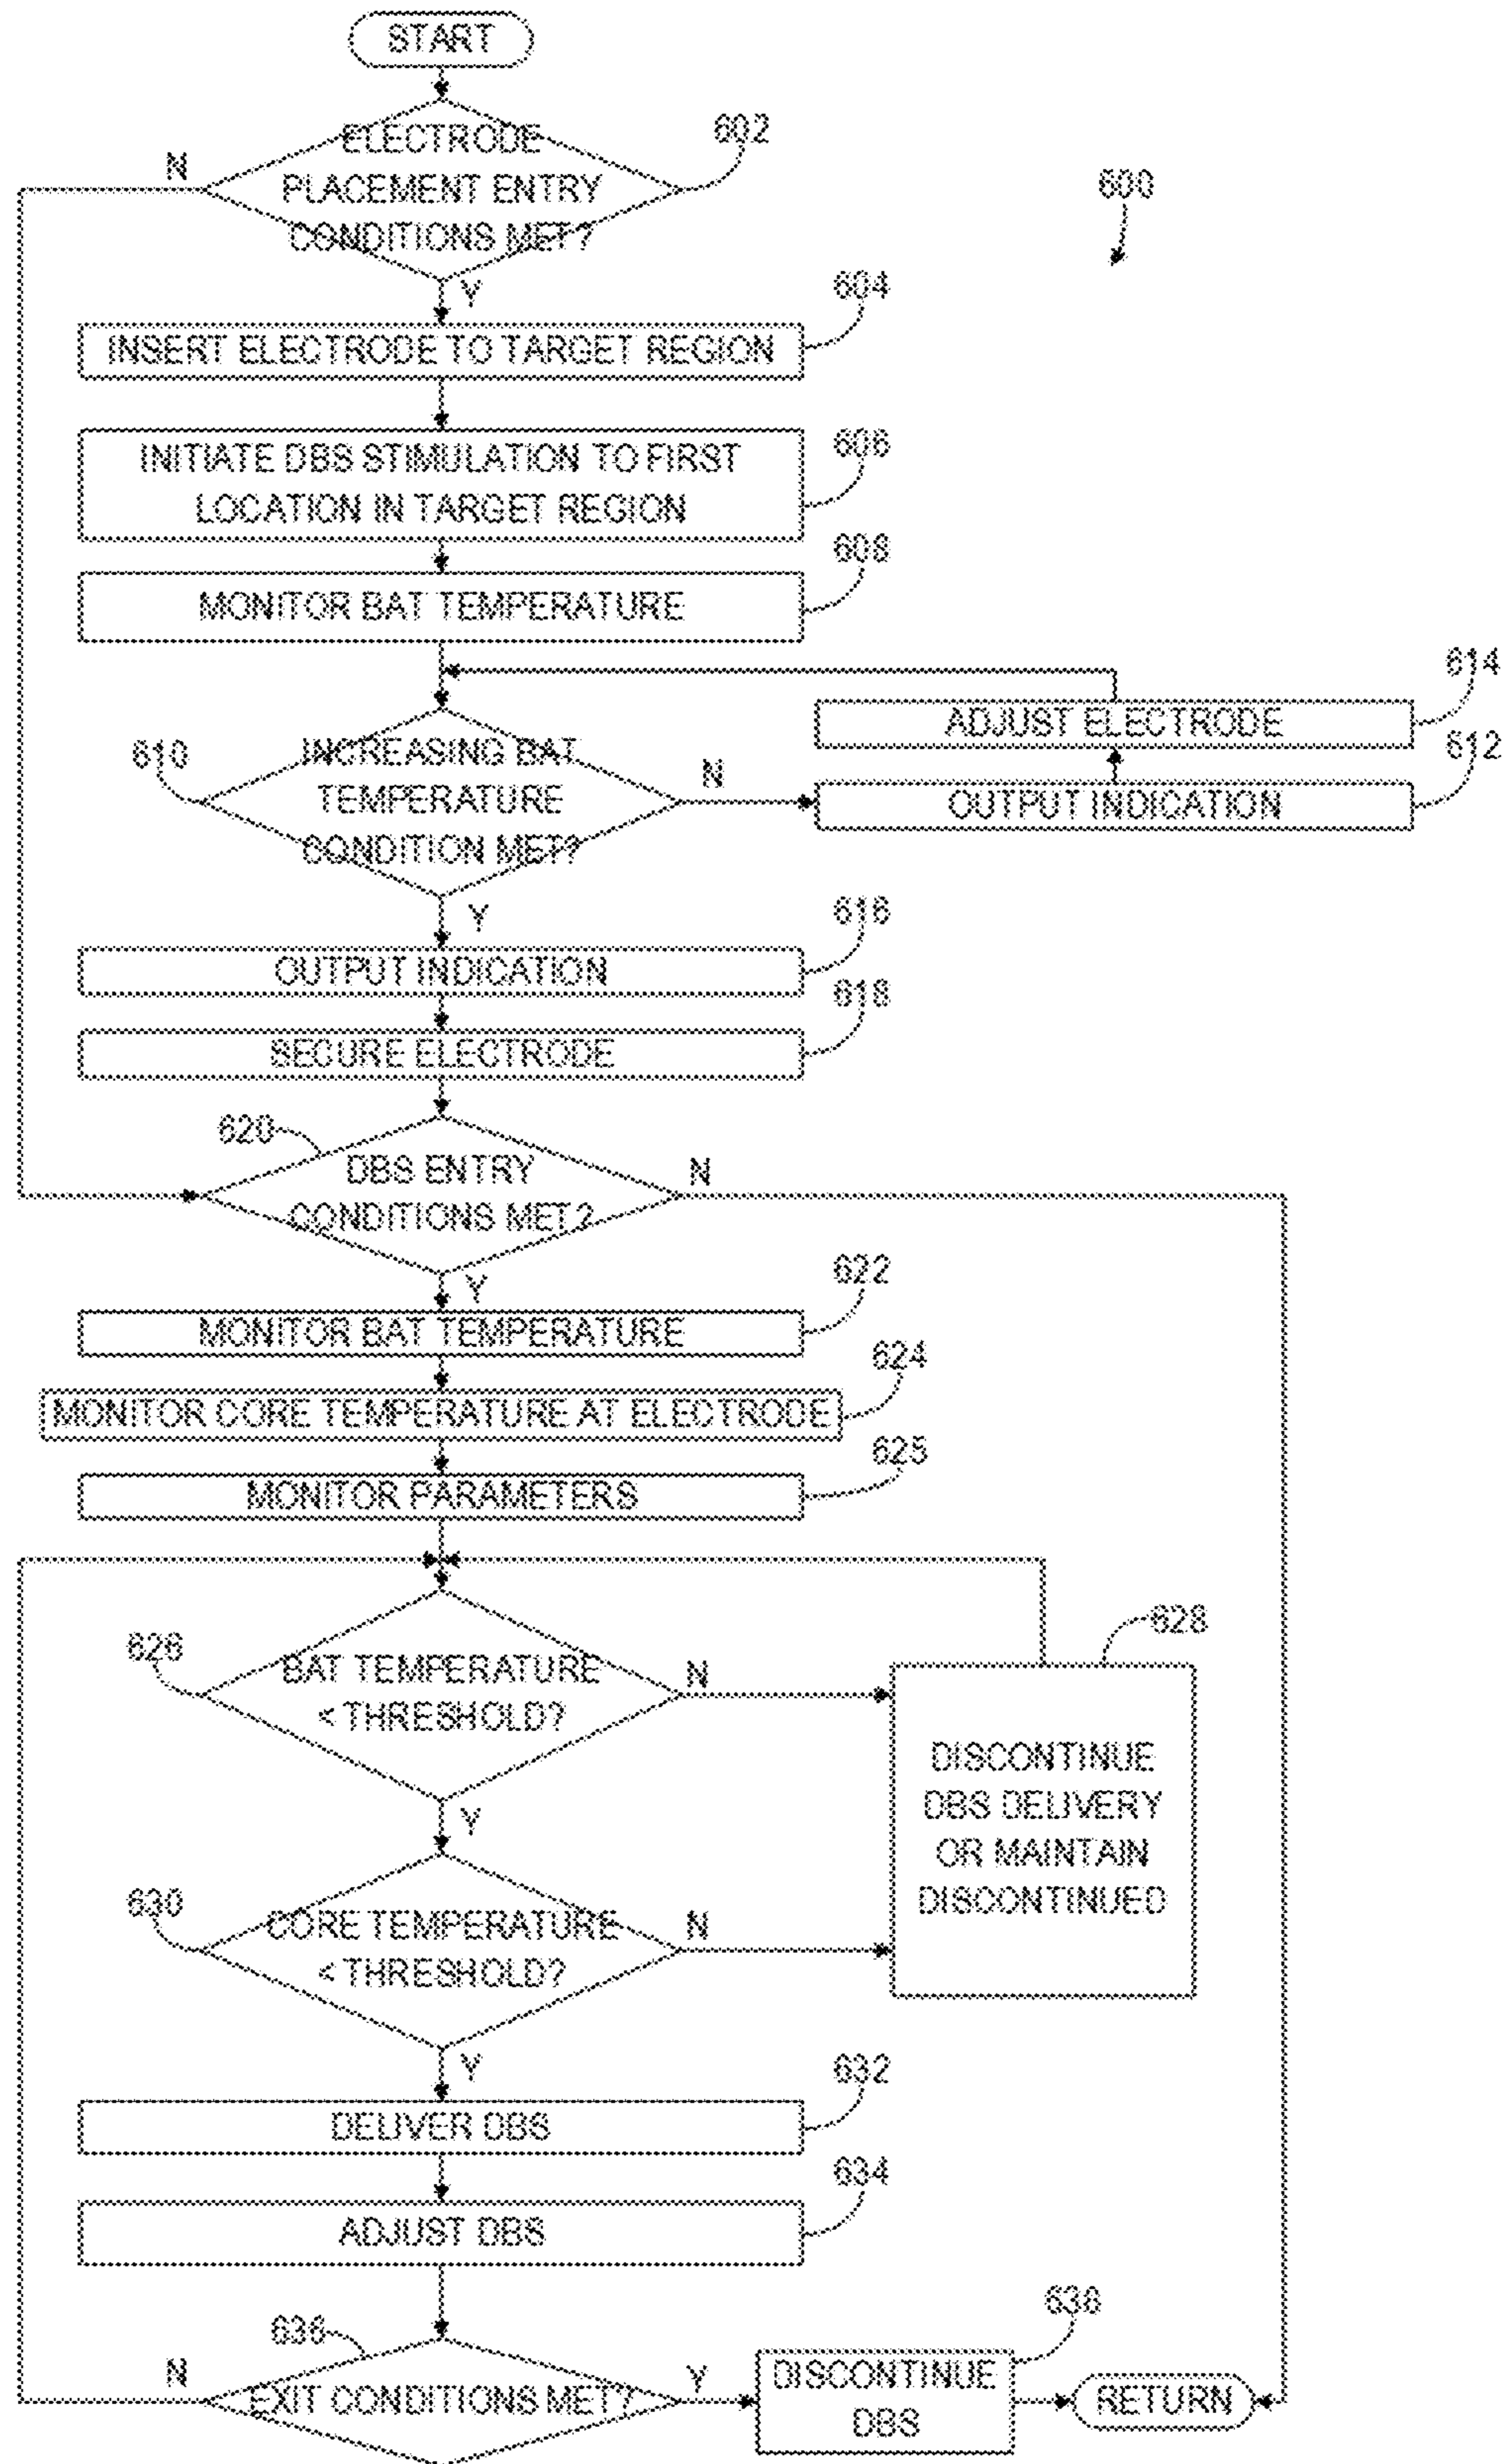 START
ELECTRODE
PLACEMENT ENTRY
CONDITIONS MET?
602
N
600
Y
604
INSERT ELECTRODE TO TARGET REGION
INITIATE DBS STIMULATION TO FIRST
LOCATION IN TARGET REGION
606
608
MONITOR BAT TEMPERATURE
614
ADJUST ELECTRODE
610
INCREASING BAT
TEMPERATURE
CONDITION MET?
N
612
OUTPUT INDICATION
Y
616
OUTPUT INDICATION
618
SECURE ELECTRODE
620
DBS ENTRY
CONDITIONS MET?
N
Y
622
MONITOR BAT TEMPERATURE
624
MONITOR CORE TEMPERATURE AT ELECTRODE
625
MONITOR PARAMETERS
626
BAT TEMPERATURE
< THRESHOLD?
N
628
DISCONTINUE
DBS DELIVERY
OR MAINTAIN
DISCONTINUED
Y
630
CORE TEMPERATURE
< THRESHOLD?
N
Y
632
DELIVER DBS
634
ADJUST DBS
636
EXIT CONDITIONS MET?
N
Y
636
DISCONTINUE
DBS
RETURN